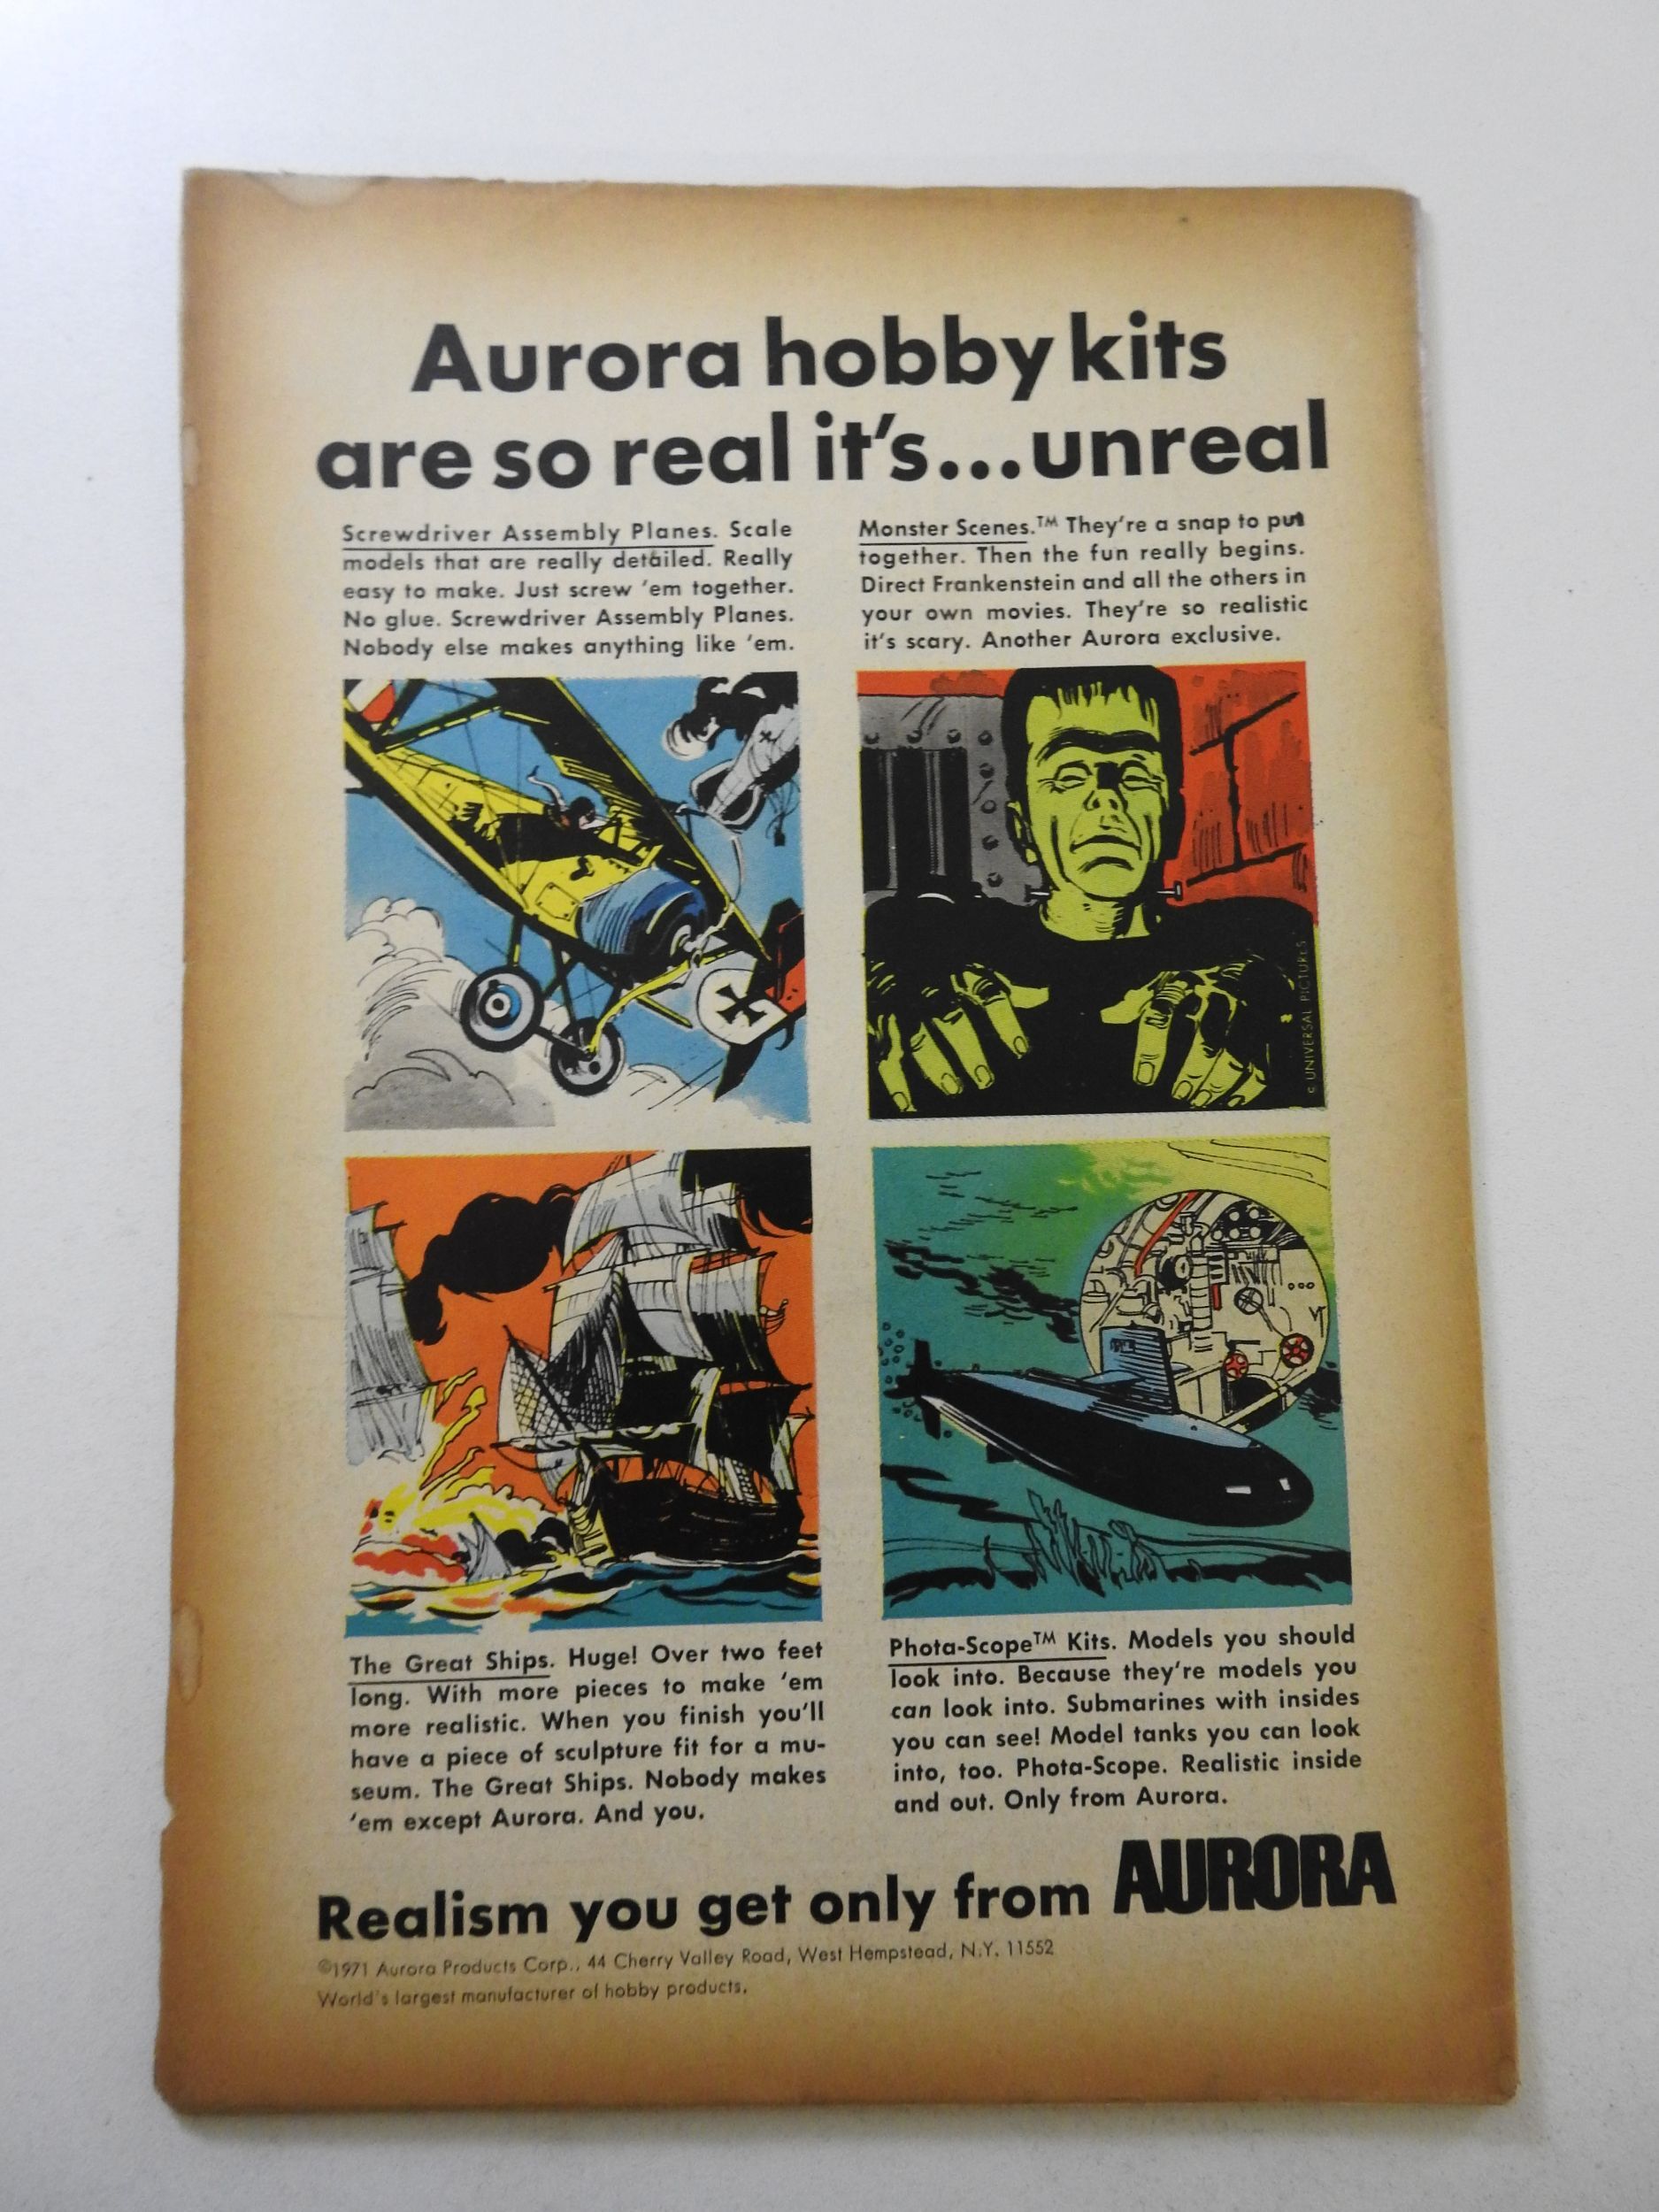 Aurora hobby kits
are so real it's...unreal
Screwdriver Assembly Planes. Scale
models that are really detailed. Really
easy to make. Just screw 'em together.
No glue. Screwdriver Assembly Planes.
Nobody else makes anything like 'em.
Monster Scenes.™ They're a snap to put
together. Then the fun really begins.
Direct Frankenstein and all the others in
your own movies. They're so realistic
it's scary. Another Aurora exclusive.
© UNIVERSAL PICTURES
The Great Ships. Huge! Over two feet
long. With more pieces to make 'em
more realistic. When you finish you'll
have a piece of sculpture fit for a mu-
seum. The Great Ships. Nobody makes
'em except Aurora. And you.
Phota-Scope™ Kits. Models you should
look into. Because they're models you
can look into. Submarines with insides
you can see! Model tanks you can look
into, too. Phota-Scope. Realistic inside
and out. Only from Aurora.
Realism you get only from AURORA
©1971 Aurora Products Corp., 44 Cherry Valley Road, West Hempstead, N.Y. 11552
World's largest manufacturer of hobby products.